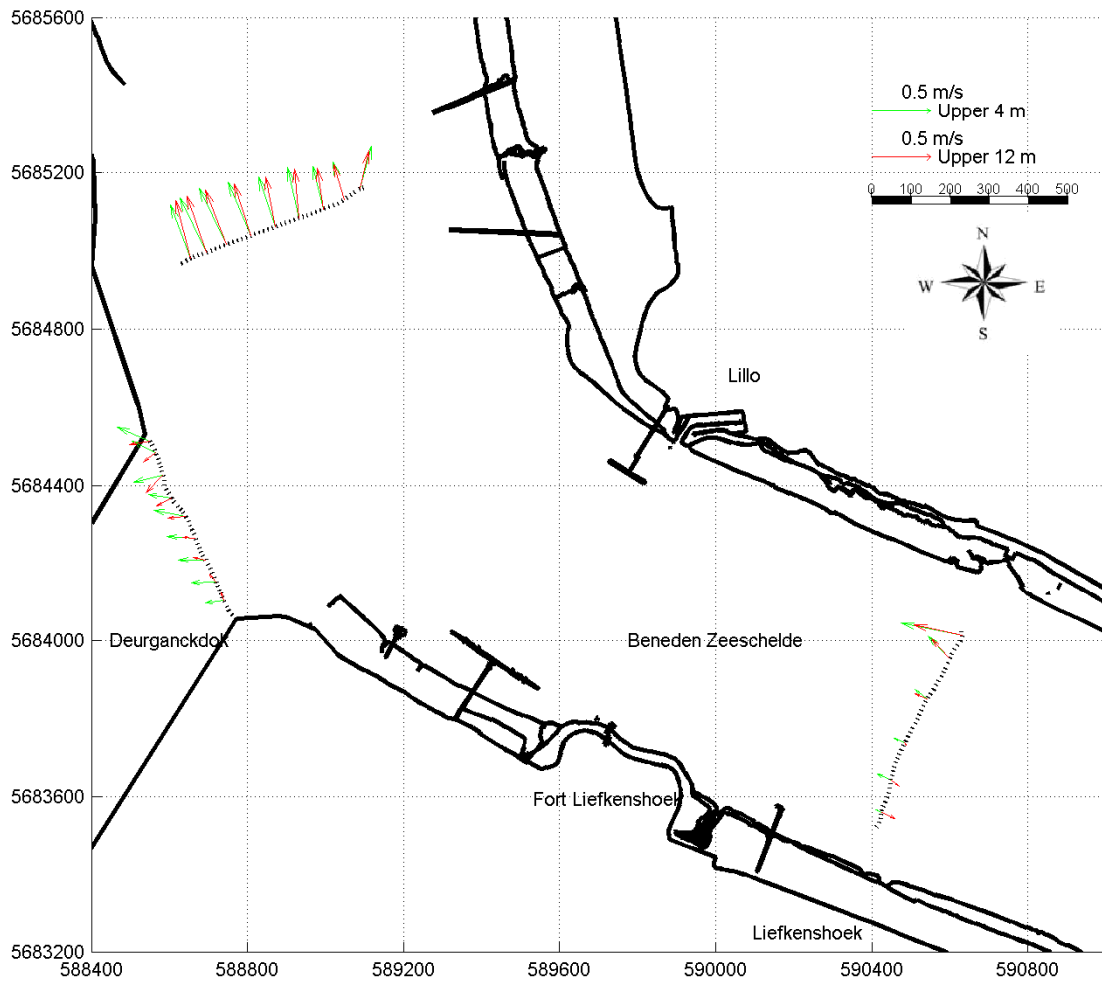 5685600
5685200
5684800
5684400
5684000
5683600
5683200
588400
588800
589200
589600
590000
590400
590800
0.5 m/s
Upper 4 m
0.5 m/s
Upper 12 m
0 100 200 300 400 500
N
W E
S
Lillo
Deurganckdok
Beneden Zeeschelde
Fort Liefkenshoek
Liefkenshoek